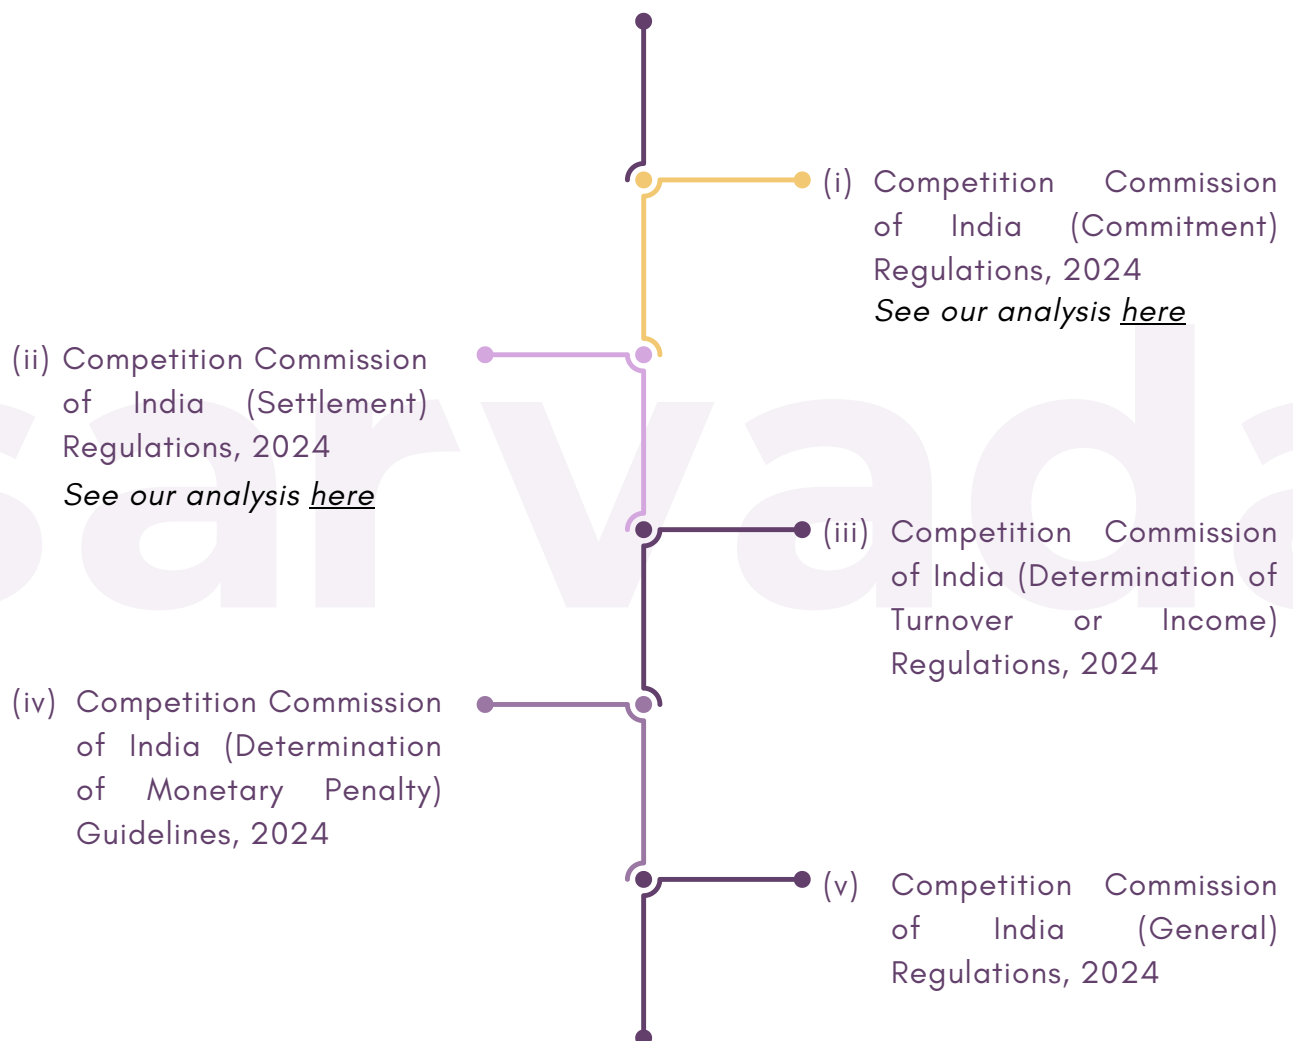 (i) Competition Commission
of India (Commitment)
Regulations, 2024
See our analysis here
(ii) Competition Commission
of India (Settlement)
Regulations, 2024
See our analysis here
(iii) Competition Commission
of India (Determination of
Turnover or Income)
Regulations, 2024
(iv) Competition Commission
of India (Determination
of Monetary Penalty)
Guidelines, 2024
(v) Competition Commission
of India (General)
Regulations, 2024
sarvada